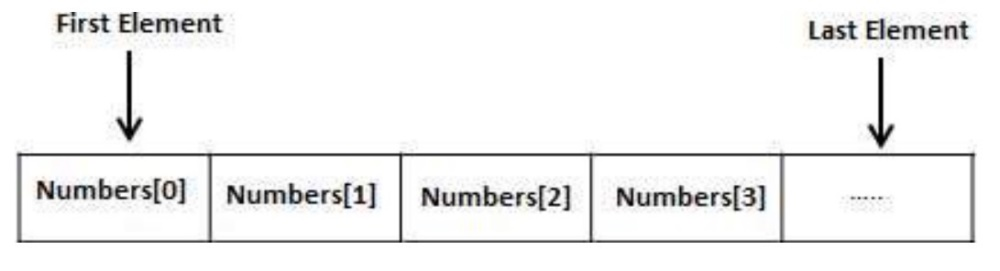 First Element
Last Element
Numbers[0] Numbers[1] Numbers[2] Numbers[3] .....